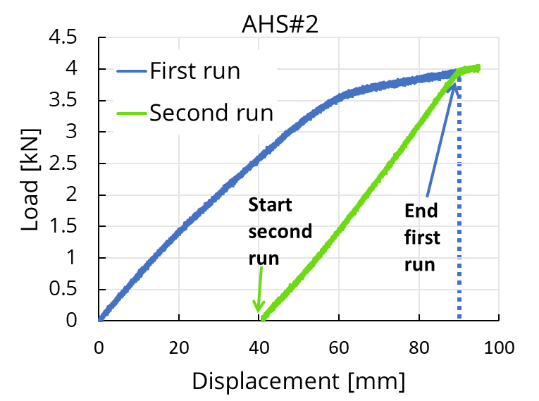 AHS#2
4.5
4
3.5
3
2.5
2
1.5
1
0.5
0
Load [kN]
First run
Second run
Start
second
run
End
first
run
0
20
40
60
80
100
Displacement [mm]